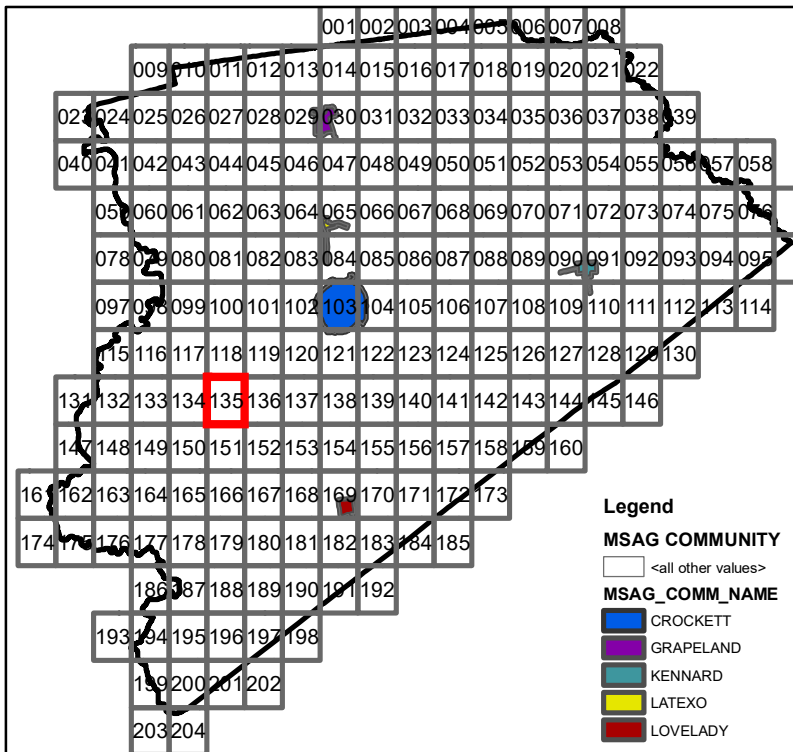 001 002 003 004 005 006 007 008
009 010 011 012 013 014 015 016 017 018 019 020 021 022
023 024 025 026 027 028 029 030 031 032 033 034 035 036 037 038 039
040 041 042 043 044 045 046 047 048 049 050 051 052 053 054 055 056 057 058
059 060 061 062 063 064 065 066 067 068 069 070 071 072 073 074 075 076
078 079 080 081 082 083 084 085 086 087 088 089 090 091 092 093 094 095
097 098 099 100 101 102 103 104 105 106 107 108 109 110 111 112 113 114
115 116 117 118 119 120 121 122 123 124 125 126 127 128 129 130
131 132 133 134 135 136 137 138 139 140 141 142 143 144 145 146
147 148 149 150 151 152 153 154 155 156 157 158 159 160
161 162 163 164 165 166 167 168 169 170 171 172 173
174 175 176 177 178 179 180 181 182 183 184 185
186 187 188 189 190 191 192
193 194 195 196 197 198
199 200 201 202
203 204
Legend
MSAG COMMUNITY
<all other values>
MSAG_COMM_NAME
CROCKETT
GRAPELAND
KENNARD
LATEXO
LOVELADY